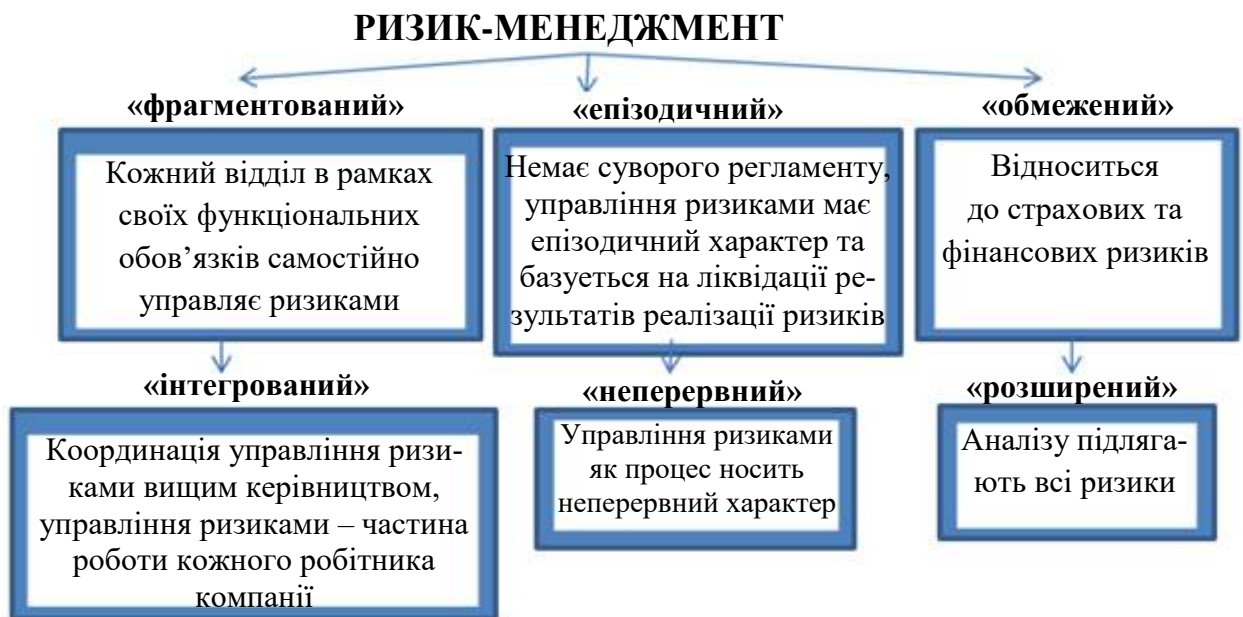 РИЗИК-МЕНЕДЖМЕНТ
«фрагментований»
Кожний відділ в рамках
своїх функціональних
обов’язків самостійно
управляє ризиками
«епізодичний»
Немає суворого регламенту,
управління ризиками має
епізодичний характер та
базується на ліквідації ре-
зультатів реалізації ризиків
«обмежений»
Відноситься
до страхових та
фінансових ризиків
«інтегрований»
Координація управління ризи-
ками вищим керівництвом,
управління ризиками – частина
роботи кожного робітника
компанії
«неперервний»
Управління ризиками
як процес носить
неперервний характер
«розширений»
Аналізу підляга-
ють всі ризики